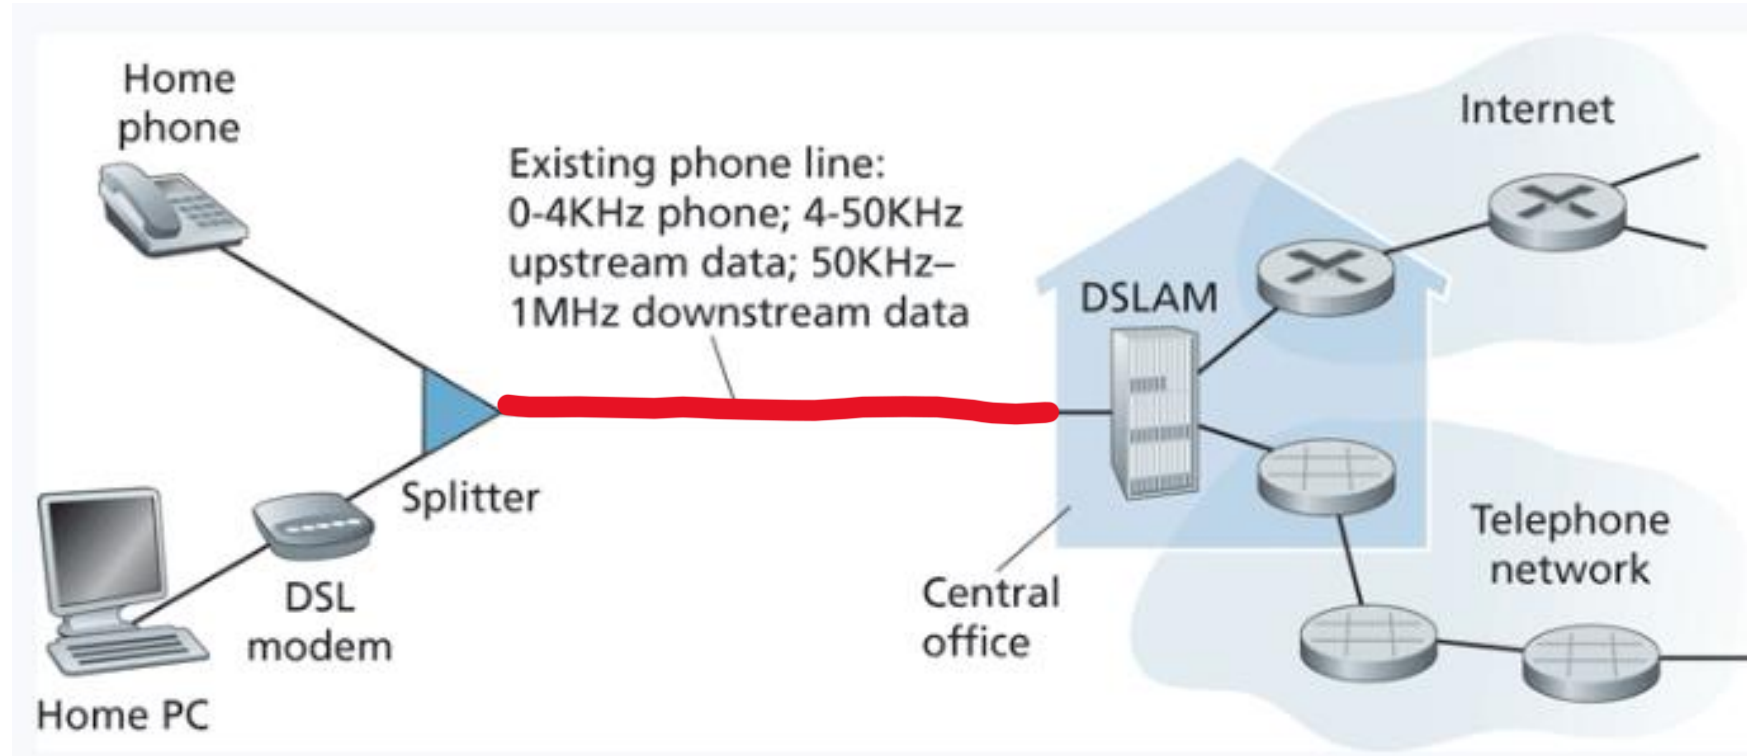 Home
phone
Existing phone line:
0-4KHz phone; 4-50KHz
upstream data; 50KHz–
1MHz downstream data
Internet
DSLAM
Splitter
DSL
modem
Home PC
Central
office
Telephone
network